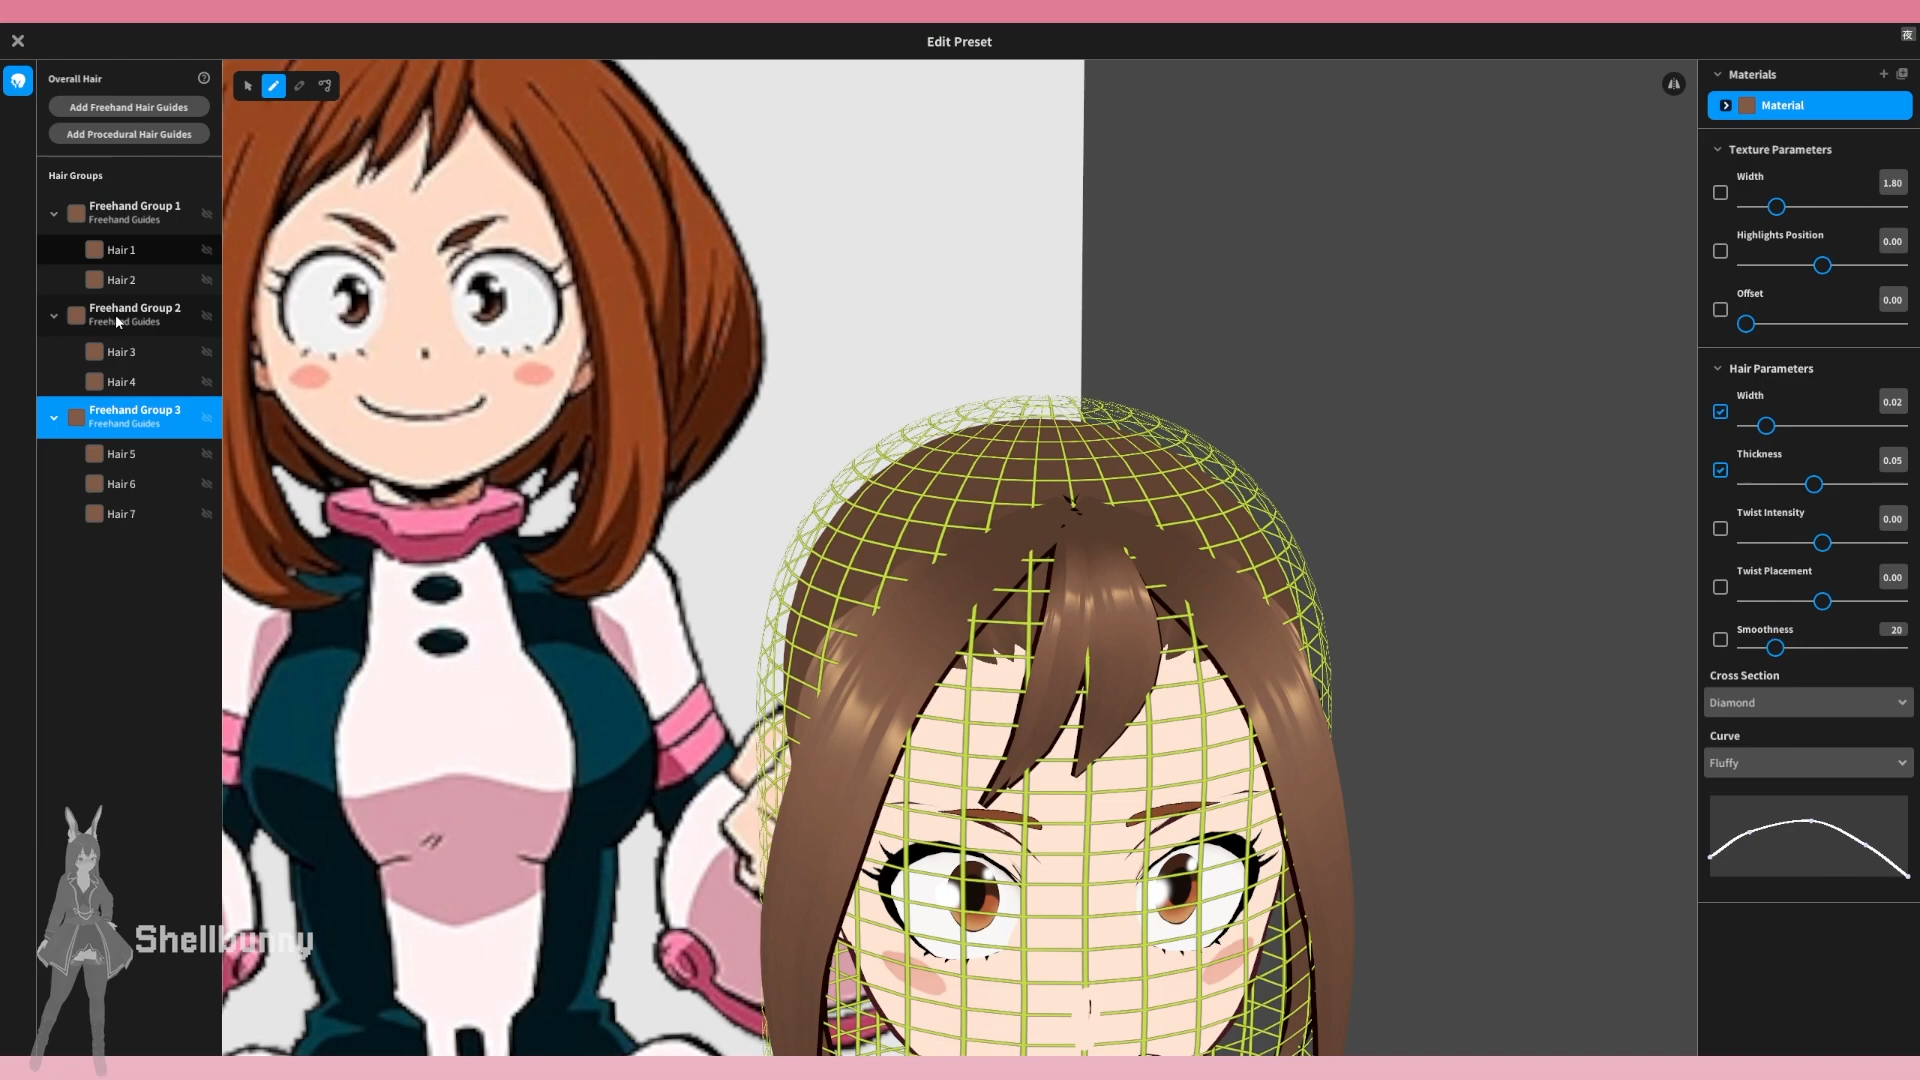 Edit Preset
夜
Overall Hair
?
Add Freehand Hair Guides
Add Procedural Hair Guides
Hair Groups
Freehand Group 1
Freehand Guides
Hair 1
Hair 2
Freehand Group 2
Freehand Guides
Hair 3
Hair 4
Freehand Group 3
Freehand Guides
Hair 5
Hair 6
Hair 7
Shellbunny
Materials
Material
Texture Parameters
Width
1.80
Highlights Position
0.00
Offset
0.00
Hair Parameters
Width
0.02
Thickness
0.05
Twist Intensity
0.00
Twist Placement
0.00
Smoothness
20
Cross Section
Diamond
Curve
Fluffy